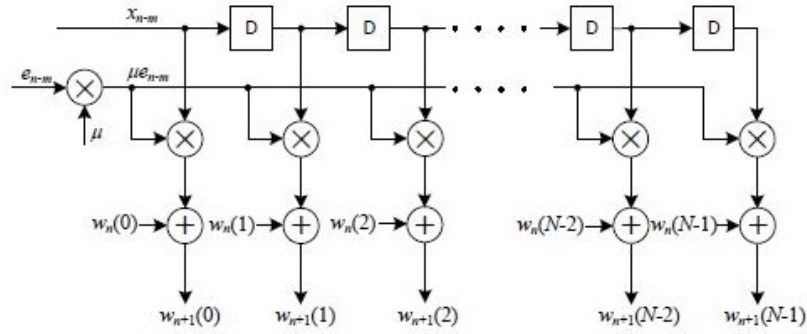 x_{n-m} D D D D
e_{n-m} μe_{n-m}
μ
w_n(0) w_n(1) w_n(2) w_n(N-2) w_n(N-1)
w_{n+1}(0) w_{n+1}(1) w_{n+1}(2) w_{n+1}(N-2) w_{n+1}(N-1)